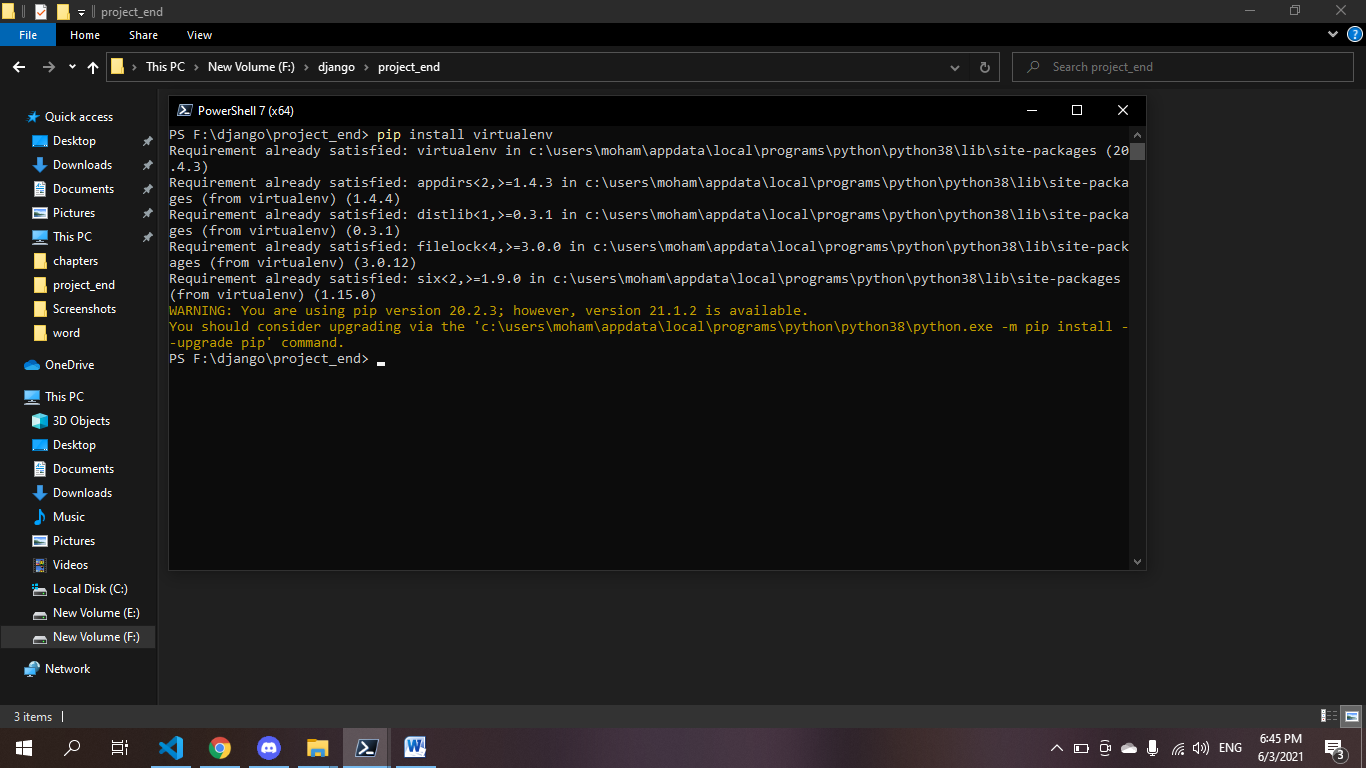 project_end
File Home Share View
This PC New Volume (F:) django project_end
Search project_end
Quick access
Desktop
Downloads
Documents
Pictures
This PC
chapters
project_end
Screenshots
word
OneDrive
This PC
3D Objects
Desktop
Documents
Downloads
Music
Pictures
Videos
Local Disk (C:)
New Volume (E:)
New Volume (F:)
Network
PowerShell 7 (x64)
PS F:\django\project_end> pip install virtualenv
Requirement already satisfied: virtualenv in c:\users\moham\appdata\local\programs\python\python38\lib\site-packages (20
.4.3)
Requirement already satisfied: appdirs<2,>=1.4.3 in c:\users\moham\appdata\local\programs\python\python38\lib\site-packa
ges (from virtualenv) (1.4.4)
Requirement already satisfied: distlib<1,>=0.3.1 in c:\users\moham\appdata\local\programs\python\python38\lib\site-packa
ges (from virtualenv) (0.3.1)
Requirement already satisfied: filelock<4,>=3.0.0 in c:\users\moham\appdata\local\programs\python\python38\lib\site-pack
ages (from virtualenv) (3.0.12)
Requirement already satisfied: six<2,>=1.9.0 in c:\users\moham\appdata\local\programs\python\python38\lib\site-packages
(from virtualenv) (1.15.0)
WARNING: You are using pip version 20.2.3; however, version 21.1.2 is available.
You should consider upgrading via the 'c:\users\moham\appdata\local\programs\python\python38\python.exe -m pip install -
-upgrade pip' command.
PS F:\django\project_end>
3 items
ENG
6:45 PM
6/3/2021
3